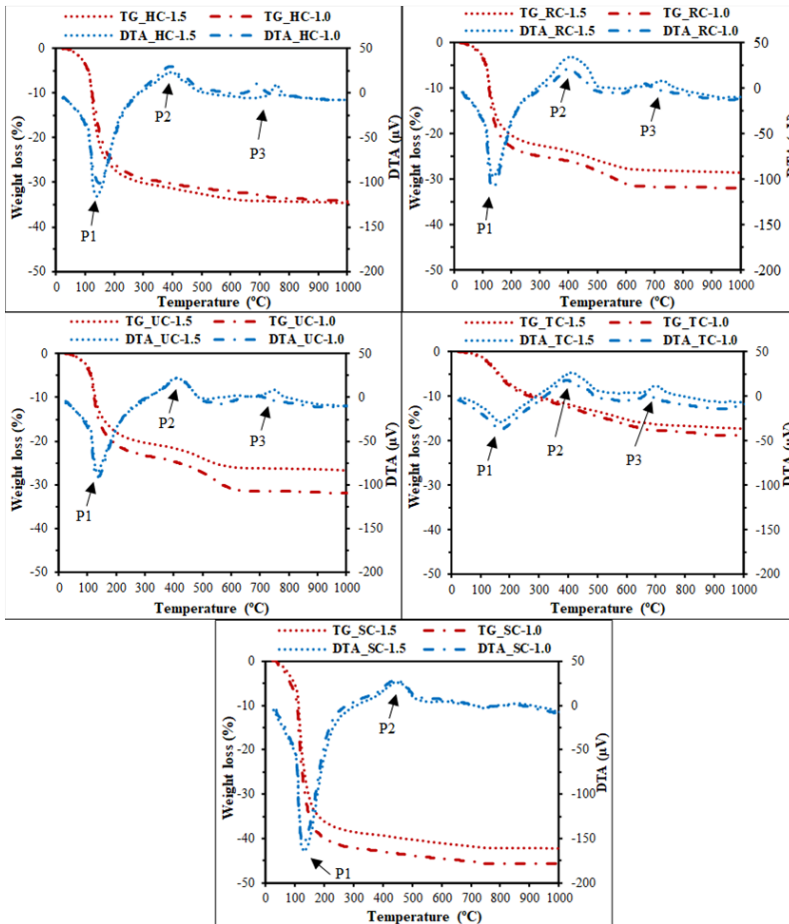 TG_HC-1.5 TG_HC-1.0
DTA_HC-1.5 DTA_HC-1.0
0
-10
-20
-30
-40
-50
Weight loss (%)
50
0
-50
-100
-150
-200
DTA (µV)
P1
P2
P3
0 100 200 300 400 500 600 700 800 900 1000
Temperature (ºC)
TG_RC-1.5 TG_RC-1.0
DTA_RC-1.5 DTA_RC-1.0
0
-10
-20
-30
-40
-50
Weight loss (%)
50
0
-50
-100
-150
-200
DTA (µV)
P1
P2
P3
0 100 200 300 400 500 600 700 800 900 1000
Temperature (ºC)
TG_UC-1.5 TG_UC-1.0
DTA_UC-1.5 DTA_UC-1.0
0
-10
-20
-30
-40
-50
Weight loss (%)
50
0
-50
-100
-150
-200
DTA (µV)
P1
P2
P3
0 100 200 300 400 500 600 700 800 900 1000
Temperature (ºC)
TG_TC-1.5 TG_TC-1.0
DTA_TC-1.5 DTA_TC-1.0
0
-10
-20
-30
-40
-50
Weight loss (%)
50
0
-50
-100
-150
-200
DTA (µV)
P1
P2
P3
0 100 200 300 400 500 600 700 800 900 1000
Temperature (ºC)
TG_SC-1.5 TG_SC-1.0
DTA_SC-1.5 DTA_SC-1.0
0
-10
-20
-30
-40
-50
Weight loss (%)
50
0
-50
-100
-150
-200
DTA (µV)
P2
P1
0 100 200 300 400 500 600 700 800 900 1000
Temperature (ºC)